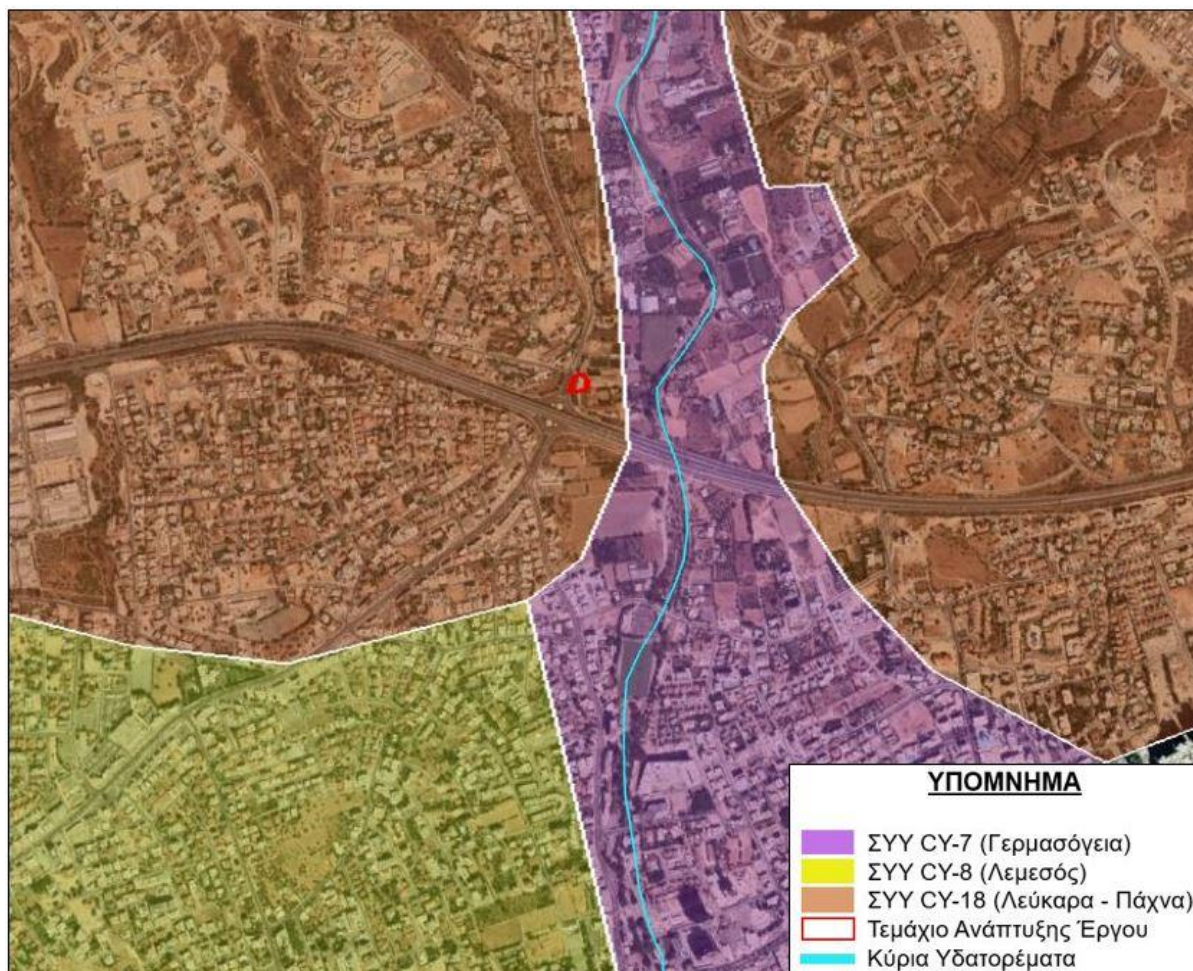 ΥΠΟΜΝΗΜΑ
ΣΥΥ CY-7 (Γερμασόγεια)
ΣΥΥ CY-8 (Λεμεσός)
ΣΥΥ CY-18 (Λεύκαρα - Πάχνα)
Τεμάχιο Ανάπτυξης Έργου
Κύρια Υδατορέματα